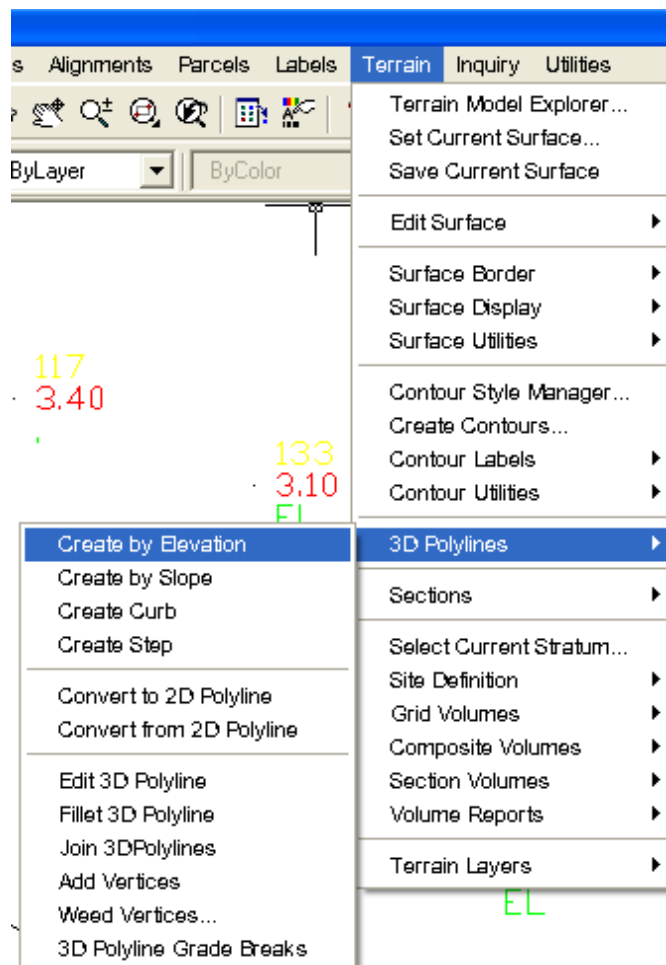 s Alignments Parcels Labels Terrain Inquiry Utilities
ByLayer ByColor
Terrain Model Explorer...
Set Current Surface...
Save Current Surface
Edit Surface
Surface Border
Surface Display
Surface Utilities
Contour Style Manager...
Create Contours...
Contour Labels
Contour Utilities
3D Polylines
Sections
Select Current Stratum...
Site Definition
Grid Volumes
Composite Volumes
Section Volumes
Volume Reports
Terrain Layers
117
3.40
133
3.10
EL
Create by Elevation
Create by Slope
Create Curb
Create Step
Convert to 2D Polyline
Convert from 2D Polyline
Edit 3D Polyline
Fillet 3D Polyline
Join 3DPolylines
Add Vertices
Weed Vertices...
3D Polyline Grade Breaks
EL